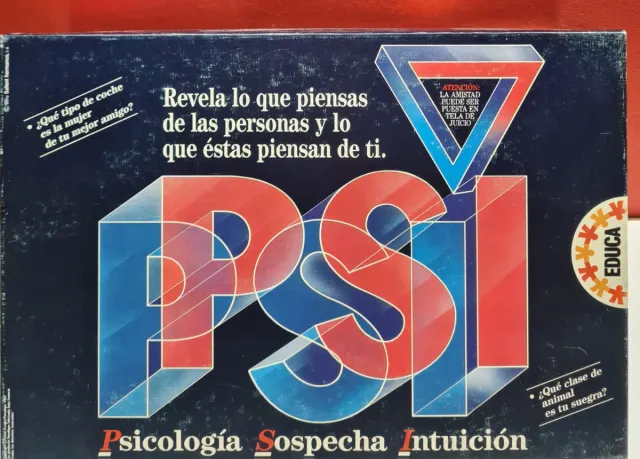 • ¿Qué tipo de coche
es la mujer
de tu mejor amigo?
Revela lo que piensas
de las personas y lo
que éstas piensan de ti.
ATENCIÓN:
LA AMISTAD
PUEDE SER
PUESTA EN
TELA DE
JUICIO
PSI
EDUCA
• ¿Qué clase de
animal
es tu suegra?
Psicología Sospecha Intuición